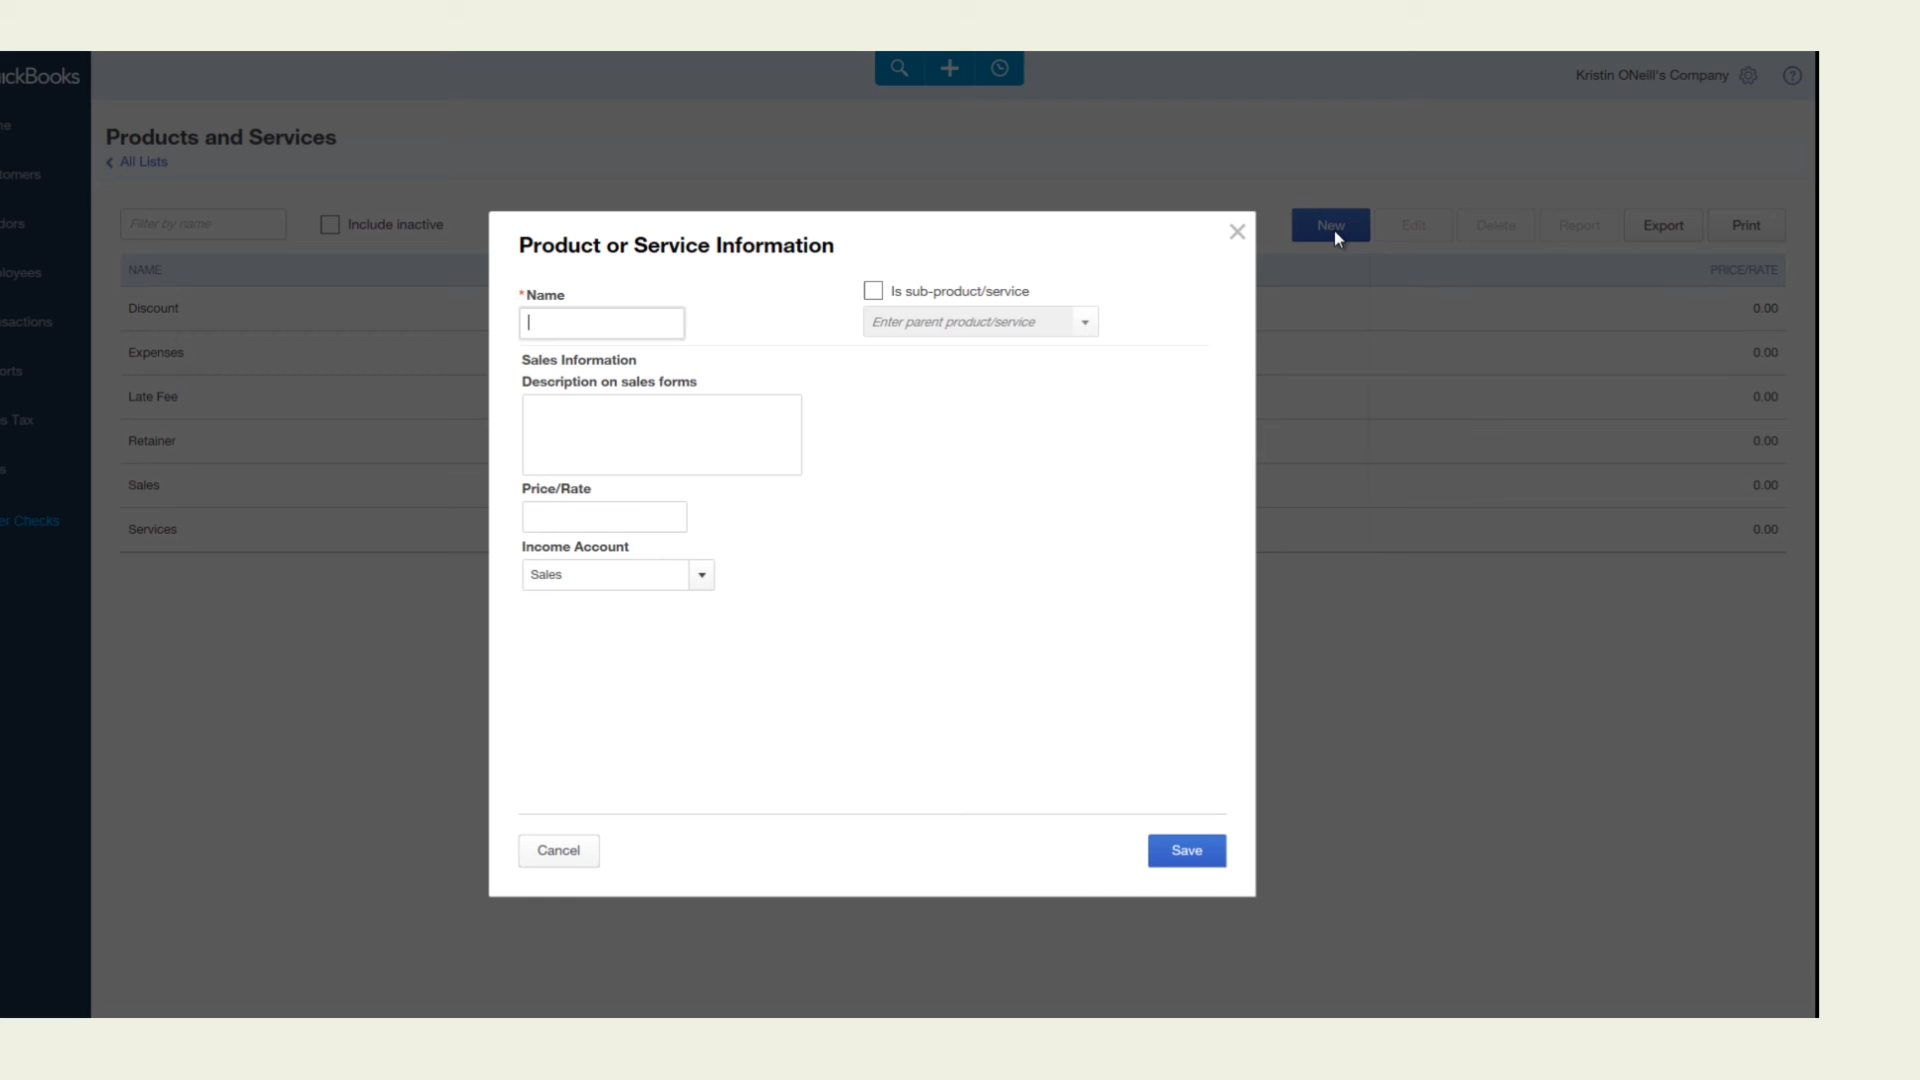 ickBooks
Kristin ONeill's Company
Products and Services
All Lists
Filter by name
Include inactive
New
Edit
Delete
Report
Export
Print
NAME
PRICE/RATE
Discount
0.00
Expenses
0.00
Late Fee
0.00
Retainer
0.00
Sales
0.00
Services
0.00
ne
tomers
dors
loyees
sactions
orts
s Tax
s
er Checks
Product or Service Information
* Name
Is sub-product/service
Enter parent product/service
Sales Information
Description on sales forms
Price/Rate
Income Account
Sales
Cancel
Save